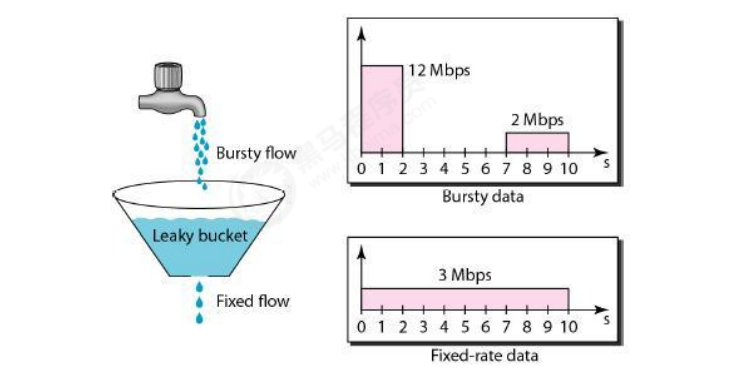 12 Mbps
2 Mbps
0 1 2 3 4 5 6 7 8 9 10 s
Bursty data
Bursty flow
Leaky bucket
Fixed flow
3 Mbps
0 1 2 3 4 5 6 7 8 9 10 s
Fixed-rate data